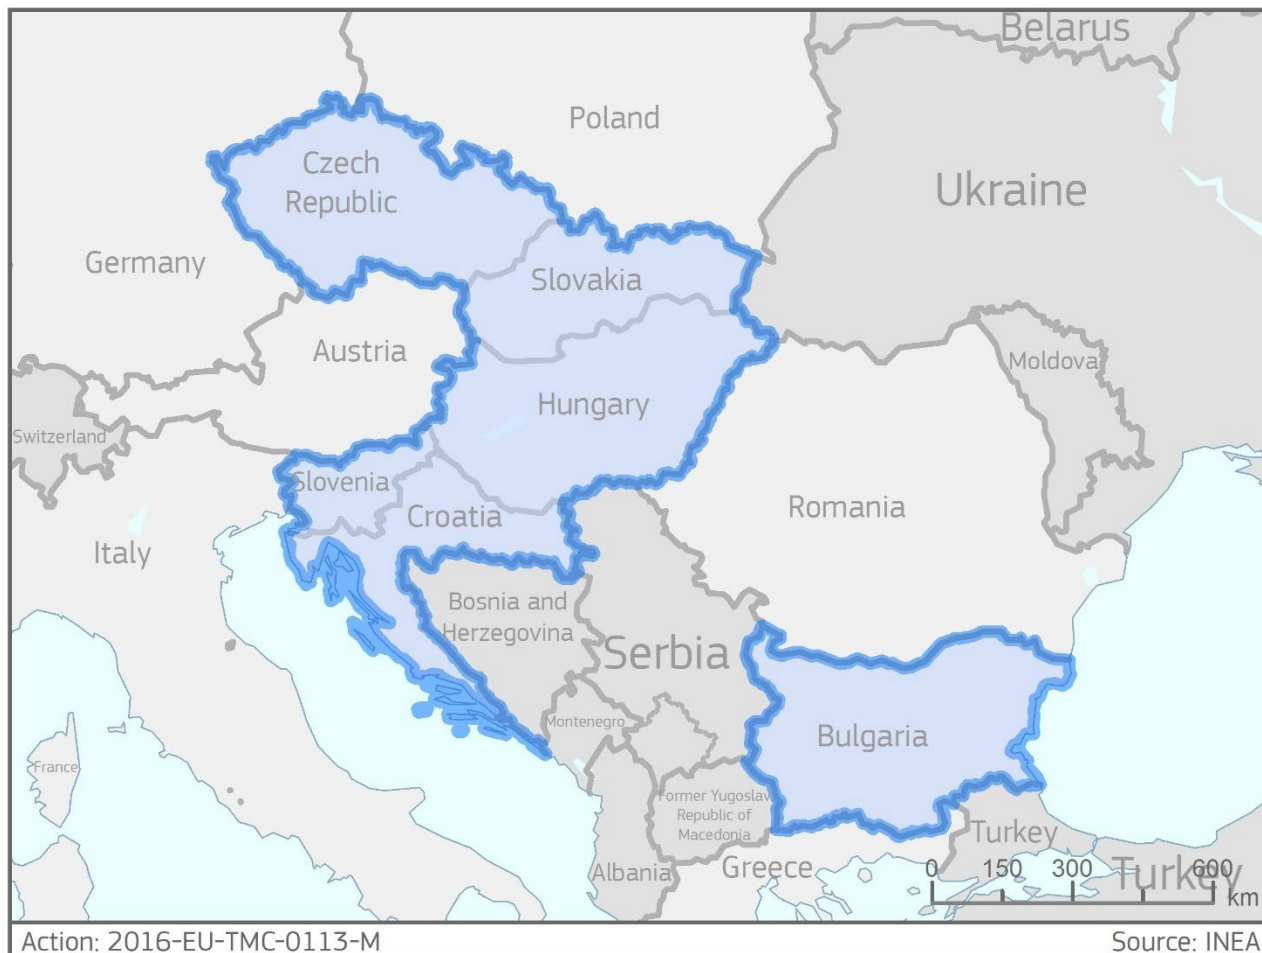 Belarus
Poland
Czech
Republic
Ukraine
Germany
Slovakia
Austria
Moldova
Hungary
Switzerland
Slovenia
Romania
Croatia
Italy
Bosnia and
Herzegovina
Serbia
Montenegro
Bulgaria
France
Former Yugoslav
Republic of
Macedonia
Turkey
Albania
Greece
Turkey
0 150 300 600
km
Action: 2016-EU-TMC-0113-M
Source: INEA